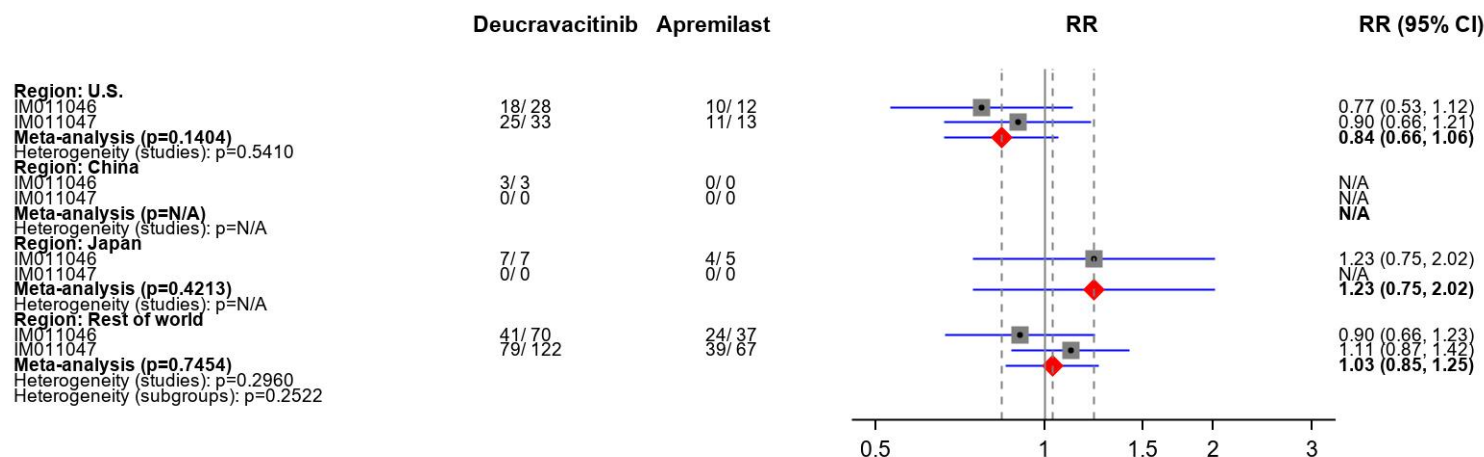 Deucravacitinib Apremilast RR RR (95% CI)
Region: U.S.
IM011046 18/ 28 10/ 12 0.77 (0.53, 1.12)
IM011047 25/ 33 11/ 13 0.90 (0.66, 1.21)
Meta-analysis (p=0.1404) 0.84 (0.66, 1.06)
Heterogeneity (studies): p=0.5410
Region: China
IM011046 3/ 3 0/ 0 N/A
IM011047 0/ 0 0/ 0 N/A
Meta-analysis (p=N/A) N/A
Heterogeneity (studies): p=N/A
Region: Japan
IM011046 7/ 7 4/ 5 1.23 (0.75, 2.02)
IM011047 0/ 0 0/ 0 N/A
Meta-analysis (p=0.4213) 1.23 (0.75, 2.02)
Heterogeneity (studies): p=N/A
Region: Rest of world
IM011046 41/ 70 24/ 37 0.90 (0.66, 1.23)
IM011047 79/ 122 39/ 67 1.11 (0.87, 1.42)
Meta-analysis (p=0.7454) 1.03 (0.85, 1.25)
Heterogeneity (studies): p=0.2960
Heterogeneity (subgroups): p=0.2522
0.5 1 1.5 2 3